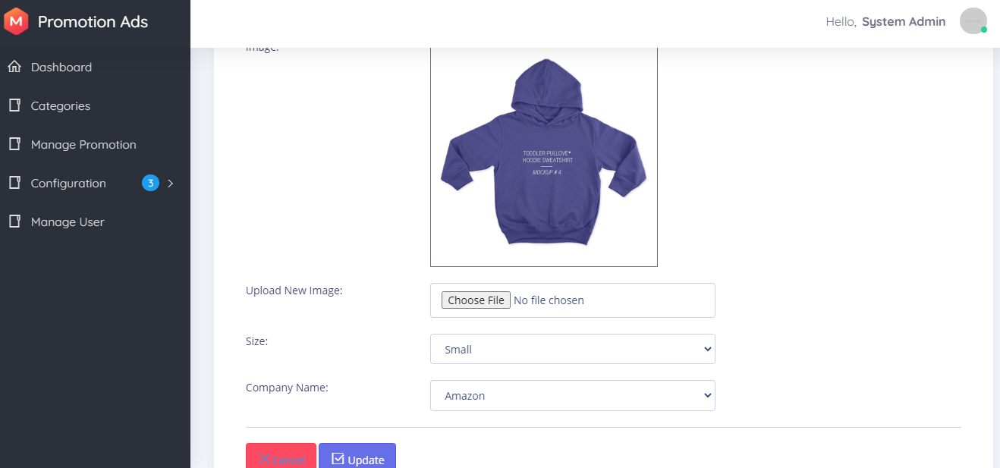 M Promotion Ads
Hello, System Admin
Dashboard
Categories
Manage Promotion
Configuration 3
Manage User
Image:
TODDLER PULLOVE*
HOODIE SWEATSHIRT
MOCKUP # 4
Upload New Image:
Choose File No file chosen
Size:
Small
Company Name:
Amazon
Cancel
Update